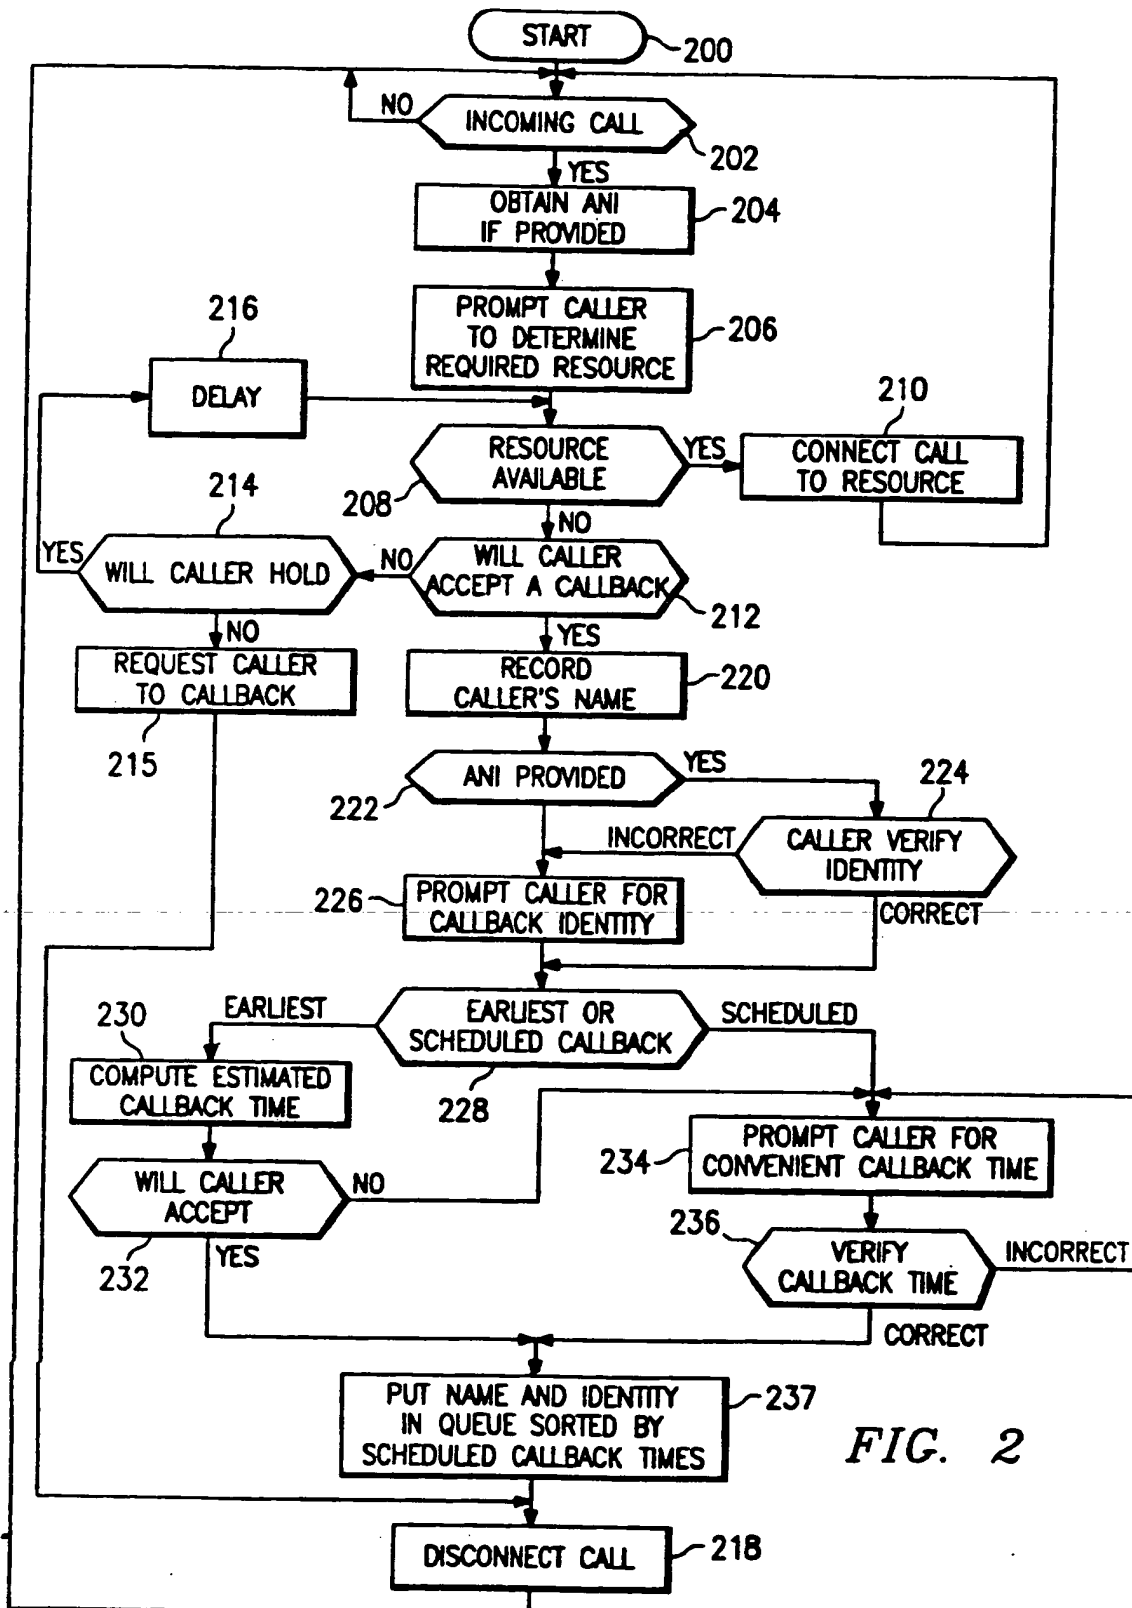 START
200
NO
INCOMING CALL
202
YES
OBTAIN ANI
IF PROVIDED
204
216
PROMPT CALLER
TO DETERMINE
REQUIRED RESOURCE
206
DELAY
210
RESOURCE
AVAILABLE
YES
CONNECT CALL
TO RESOURCE
214
208
NO
YES
WILL CALLER HOLD
NO
WILL CALLER
ACCEPT A CALLBACK
212
NO
YES
REQUEST CALLER
TO CALLBACK
RECORD
CALLER'S NAME
220
215
ANI PROVIDED
YES
224
222
INCORRECT
CALLER VERIFY
IDENTITY
226
PROMPT CALLER FOR
CALLBACK IDENTITY
CORRECT
230
EARLIEST
EARLIEST OR
SCHEDULED CALLBACK
SCHEDULED
COMPUTE ESTIMATED
CALLBACK TIME
228
234
PROMPT CALLER FOR
CONVENIENT CALLBACK TIME
WILL CALLER
ACCEPT
NO
236
232
YES
VERIFY
CALLBACK TIME
INCORRECT
CORRECT
PUT NAME AND IDENTITY
IN QUEUE SORTED BY
SCHEDULED CALLBACK TIMES
237
FIG. 2
DISCONNECT CALL
218